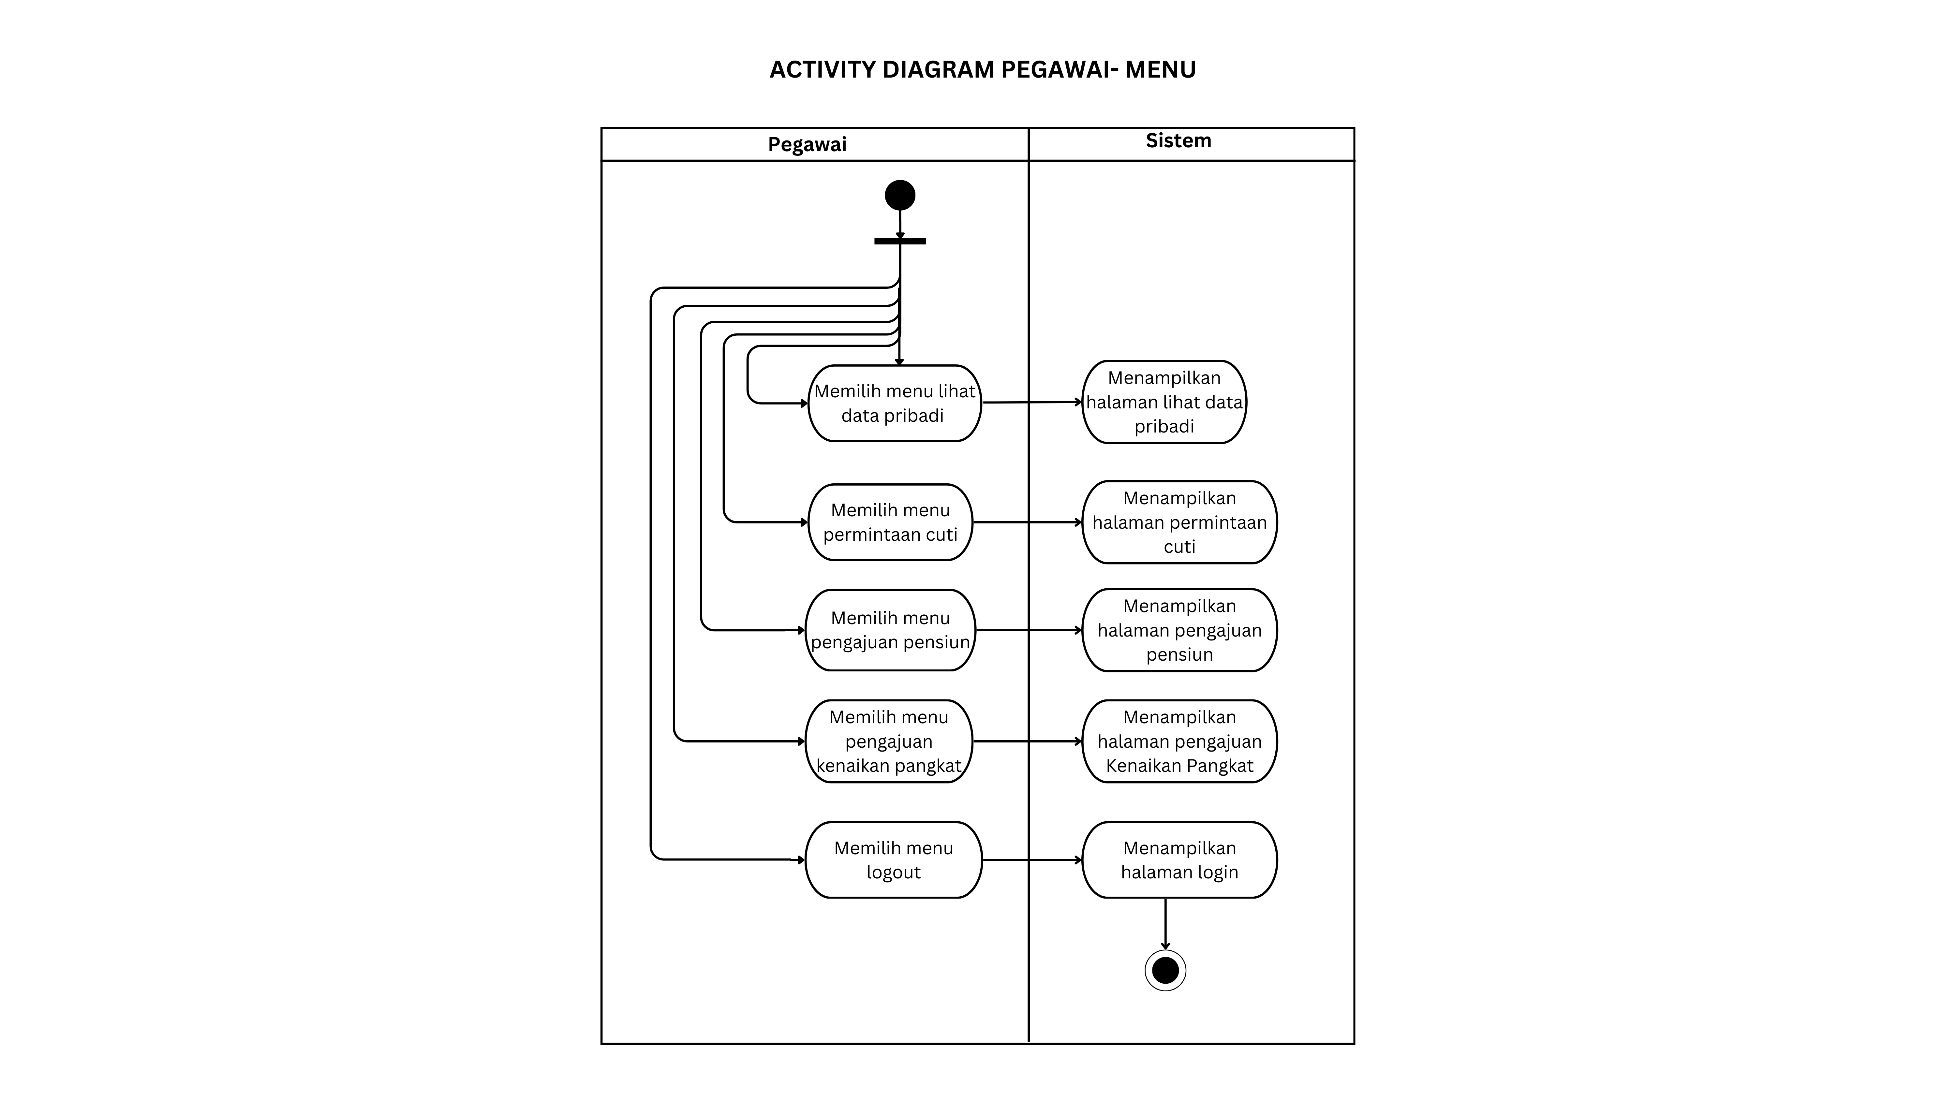 ACTIVITY DIAGRAM PEGAWAI- MENU
Pegawai
Sistem
Memilih menu lihat
data pribadi
Menampilkan
halaman lihat data
pribadi
Memilih menu
permintaan cuti
Menampilkan
halaman permintaan
cuti
Memilih menu
pengajuan pensiun
Menampilkan
halaman pengajuan
pensiun
Memilih menu
pengajuan
kenaikan pangkat
Menampilkan
halaman pengajuan
Kenaikan Pangkat
Memilih menu
logout
Menampilkan
halaman login